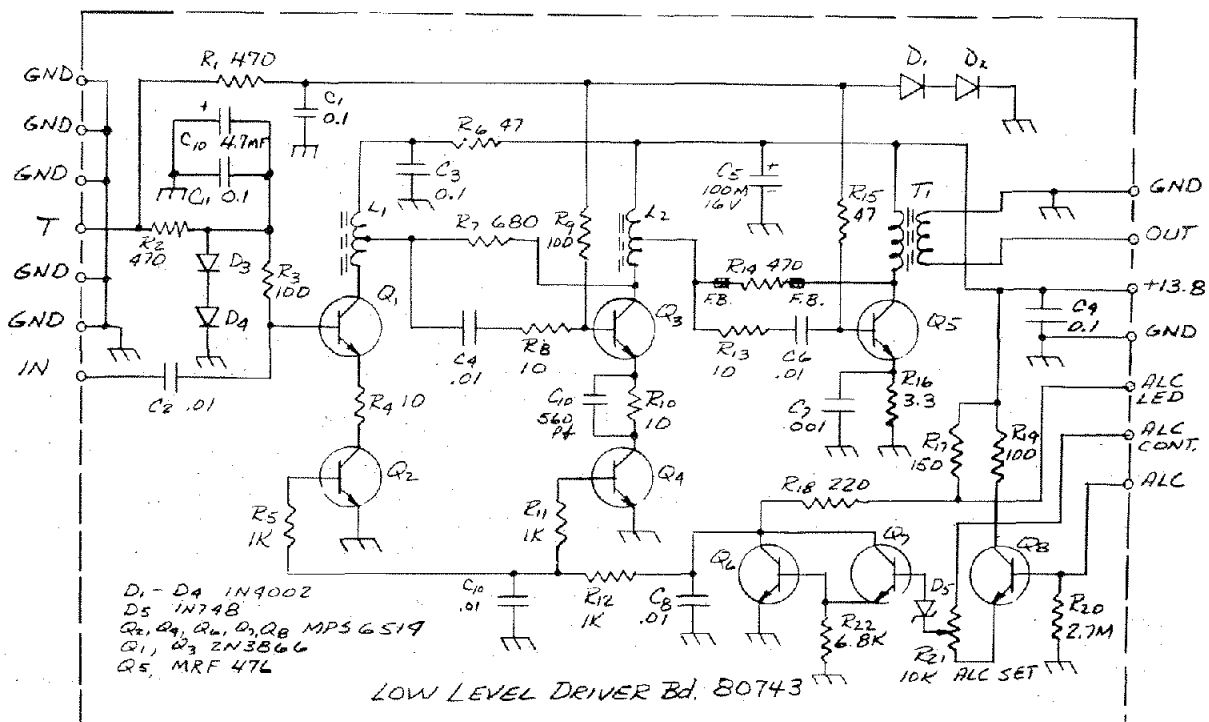 GND
GND
GND
T
GND
GND
IN
R1 470
C1
0.1
+
C10 4.7MF
C11 0.1
R2
470
D3
D4
R3
100
C2 .01
R6 47
C3
0.1
L1
R7 680
Q1
C4
.01
R8
10
R4 10
Q2
R5
1K
R9
100
L2
Q3
C10
560
Pf
R10
10
Q4
R11
1K
C10
.01
R12
1K
C8
.01
C5
100M
16V
+
R14 470
F.B. F.B.
R13
10
C6
.01
R15
47
T1
Q5
C7
.001
R16
3.3
D1 D2
R17
150
R18 220
R19
100
C9
0.1
Q6
Q7
Q8
D5
R22
6.8K
R21
10K ALC SET
R20
2.7M
GND
OUT
+13.8
GND
ALC
LED
ALC
CONT.
ALC
D1 - D4 1N4002
D5 1N748
Q2, Q4, Q6, Q7, Q8 MPS 6514
Q1, Q3 2N3866
Q5, MRF 476
LOW LEVEL DRIVER Bd. 80743